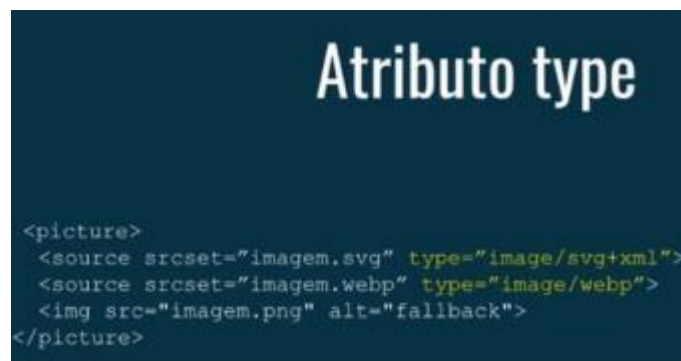 Atributo type
<picture>
<source srcset=”imagem.svg” type=”image/svg+xml”>
<source srcset=”imagem.webp” type=”image/webp”>
<img src="imagem.png" alt="fallback">
</picture>